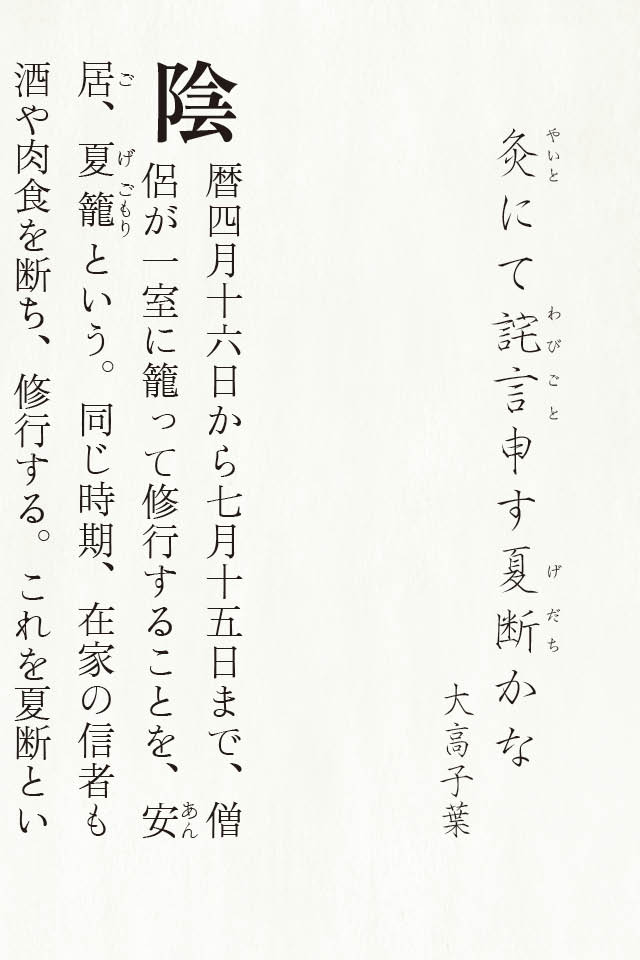 灸にて詫言申す夏断かな
やいと
わびごと
げだち
大高子葉
陰暦四月十六日から七月十五日まで、僧
侶が一室に籠って修行することを、安
あん
居、夏籠という。同じ時期、在家の信者も
ご
げごもり
酒や肉食を断ち、修行する。これを夏断とい